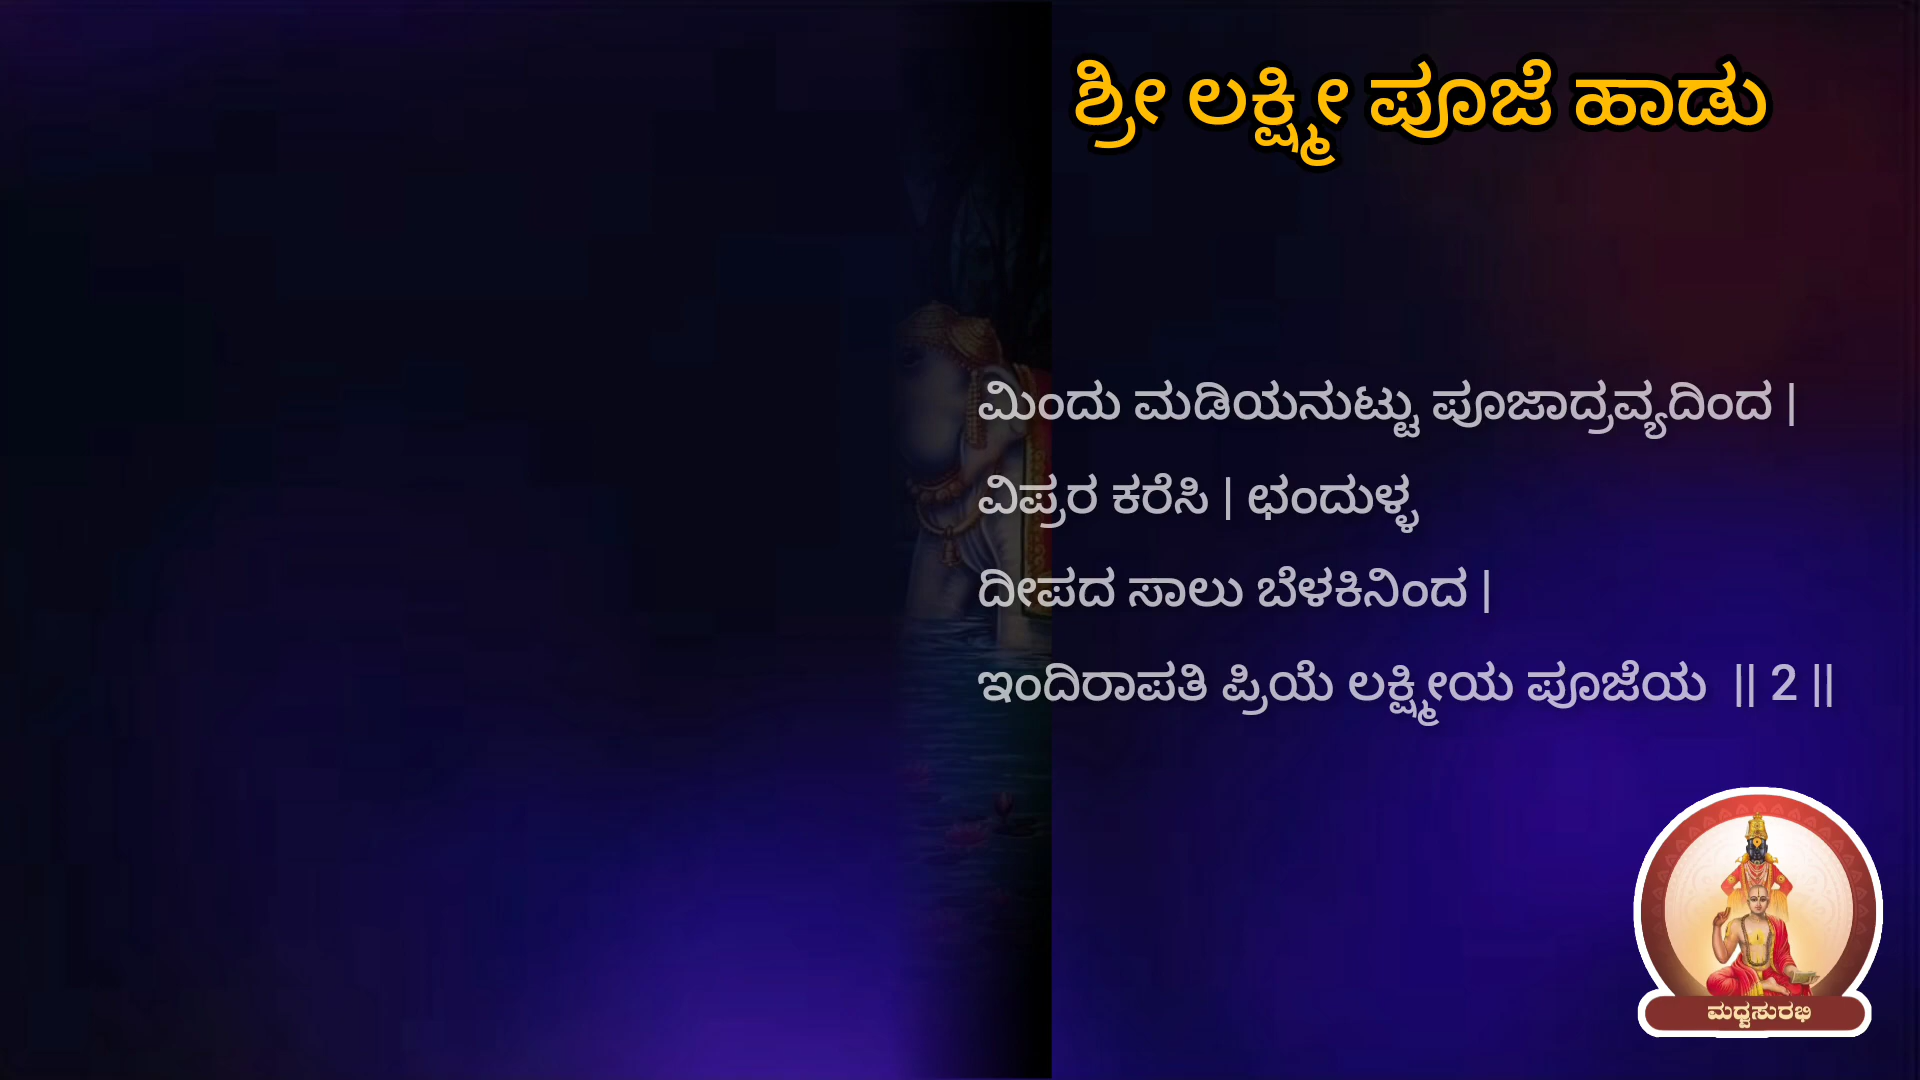 ಶ್ರೀ ಲಕ್ಷ್ಮೀ ಪೂಜೆ ಹಾಡು
ಮಿಂದು ಮಡಿಯನುಟ್ಟು ಪೂಜಾದ್ರವ್ಯದಿಂದ |
ವಿಪ್ರರ ಕರೆಸಿ | ಛಂದುಳ್ಳ
ದೀಪದ ಸಾಲು ಬೆಳಕಿನಿಂದ |
ಇಂದಿರಾಪತಿ ಪ್ರಿಯೆ ಲಕ್ಷ್ಮೀಯ ಪೂಜೆಯ || 2 ||
ಮಧ್ವಸುರಭಿ